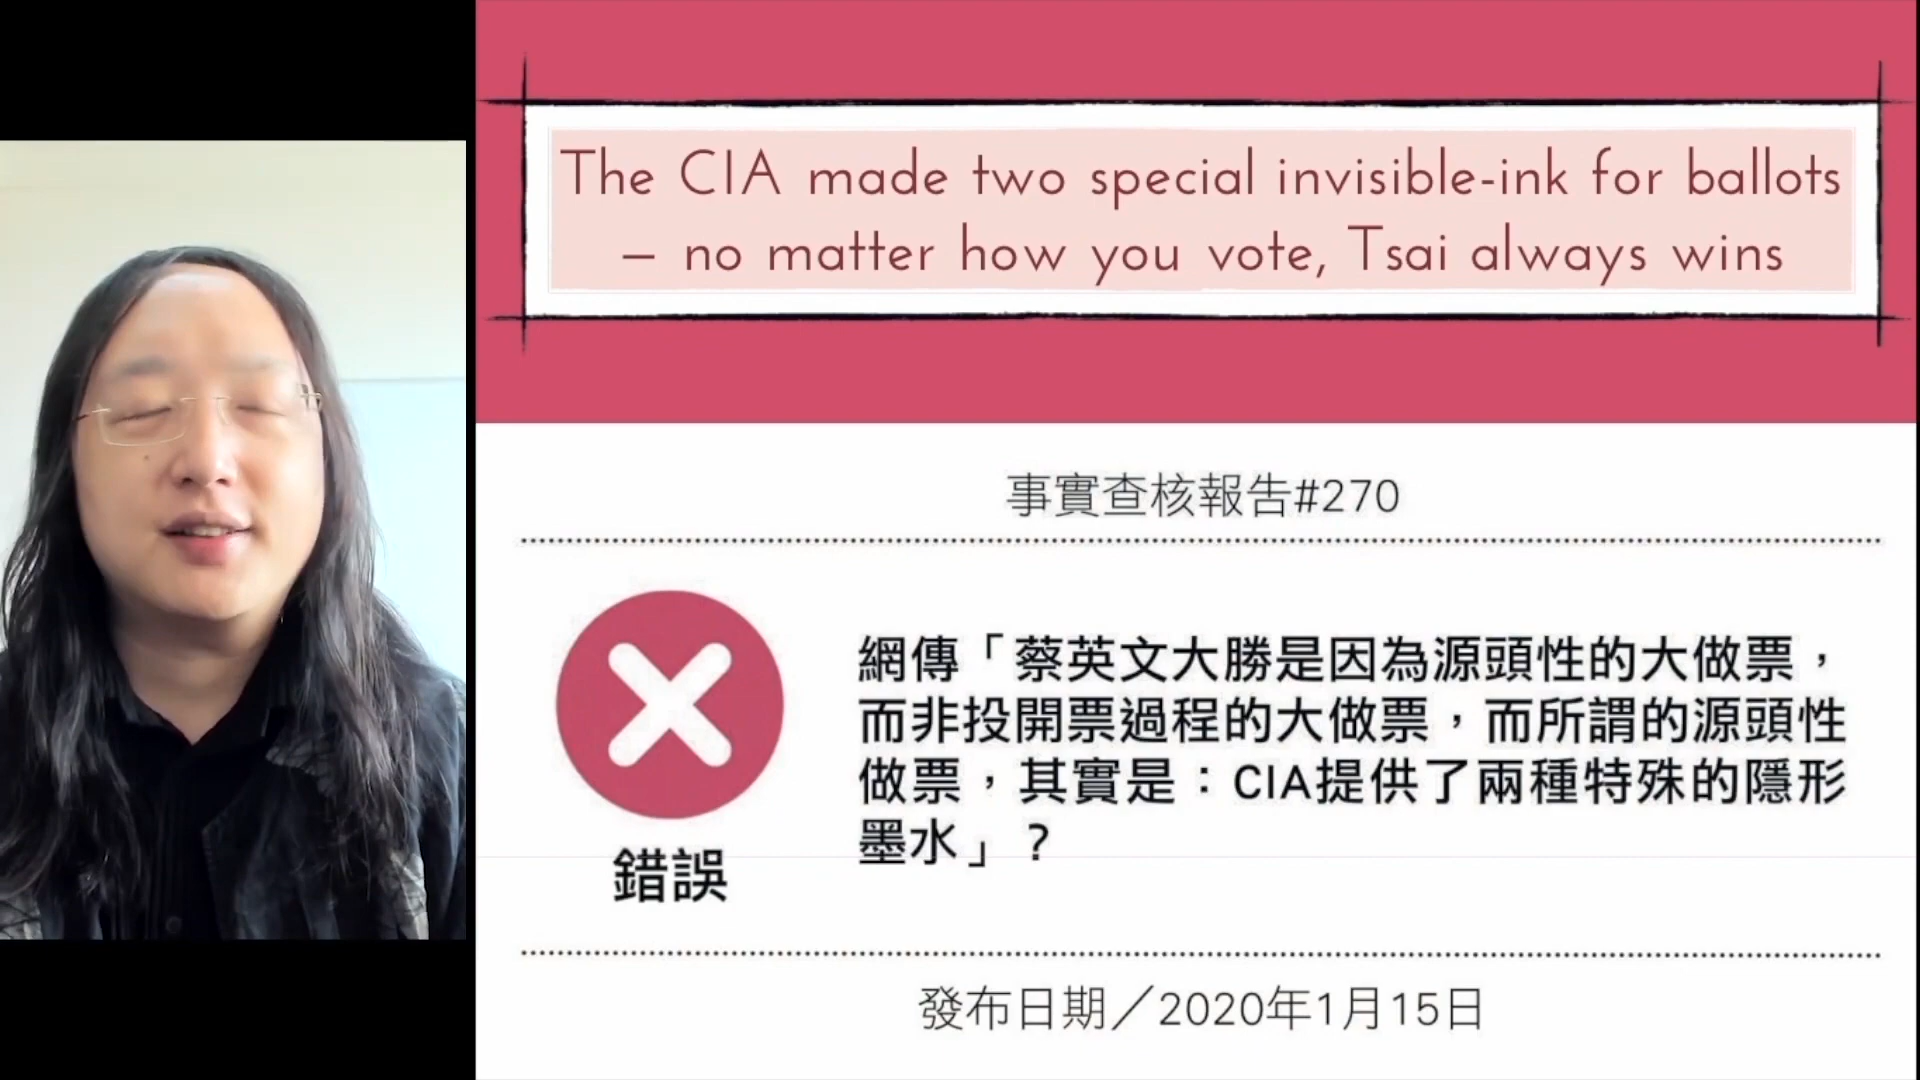 The CIA made two special invisible-ink for ballots
– no matter how you vote, Tsai always wins
事實查核報告#270
網傳「蔡英文大勝是因為源頭性的大做票，
而非投開票過程的大做票，而所謂的源頭性
做票，其實是：CIA提供了兩種特殊的隱形
墨水」？
錯誤
發布日期／2020年1月15日